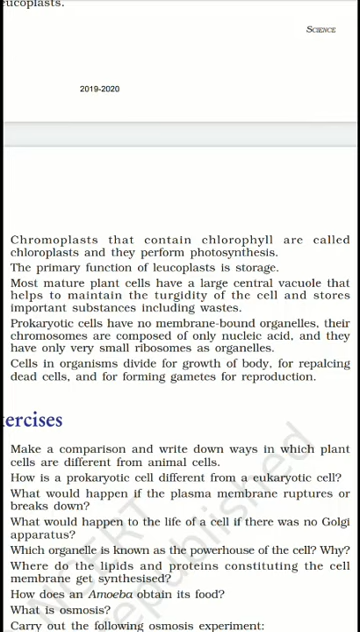 eucoplasts.
SCIENCE
2019-2020
Chromoplasts that contain chlorophyll are called
chloroplasts and they perform photosynthesis.
The primary function of leucoplasts is storage.
Most mature plant cells have a large central vacuole that
helps to maintain the turgidity of the cell and stores
important substances including wastes.
Prokaryotic cells have no membrane-bound organelles, their
chromosomes are composed of only nucleic acid, and they
have only very small ribosomes as organelles.
Cells in organisms divide for growth of body, for repalcing
dead cells, and for forming gametes for reproduction.
ercises
Make a comparison and write down ways in which plant
cells are different from animal cells.
How is a prokaryotic cell different from a eukaryotic cell?
What would happen if the plasma membrane ruptures or
breaks down?
What would happen to the life of a cell if there was no Golgi
apparatus?
Which organelle is known as the powerhouse of the cell? Why?
Where do the lipids and proteins constituting the cell
membrane get synthesised?
How does an Amoeba obtain its food?
What is osmosis?
Carry out the following osmosis experiment:
NCERT
republished